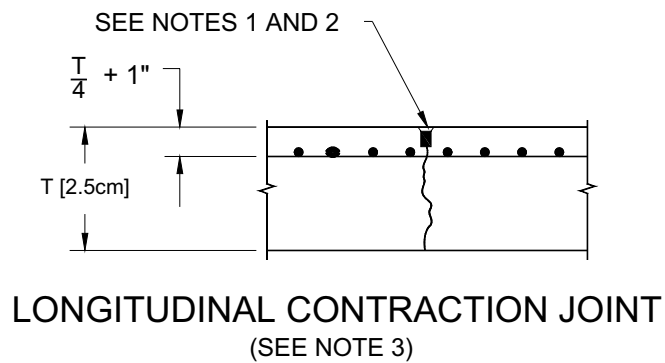 SEE NOTES 1 AND 2
T/4 + 1"
T [2.5cm]
LONGITUDINAL CONTRACTION JOINT
(SEE NOTE 3)